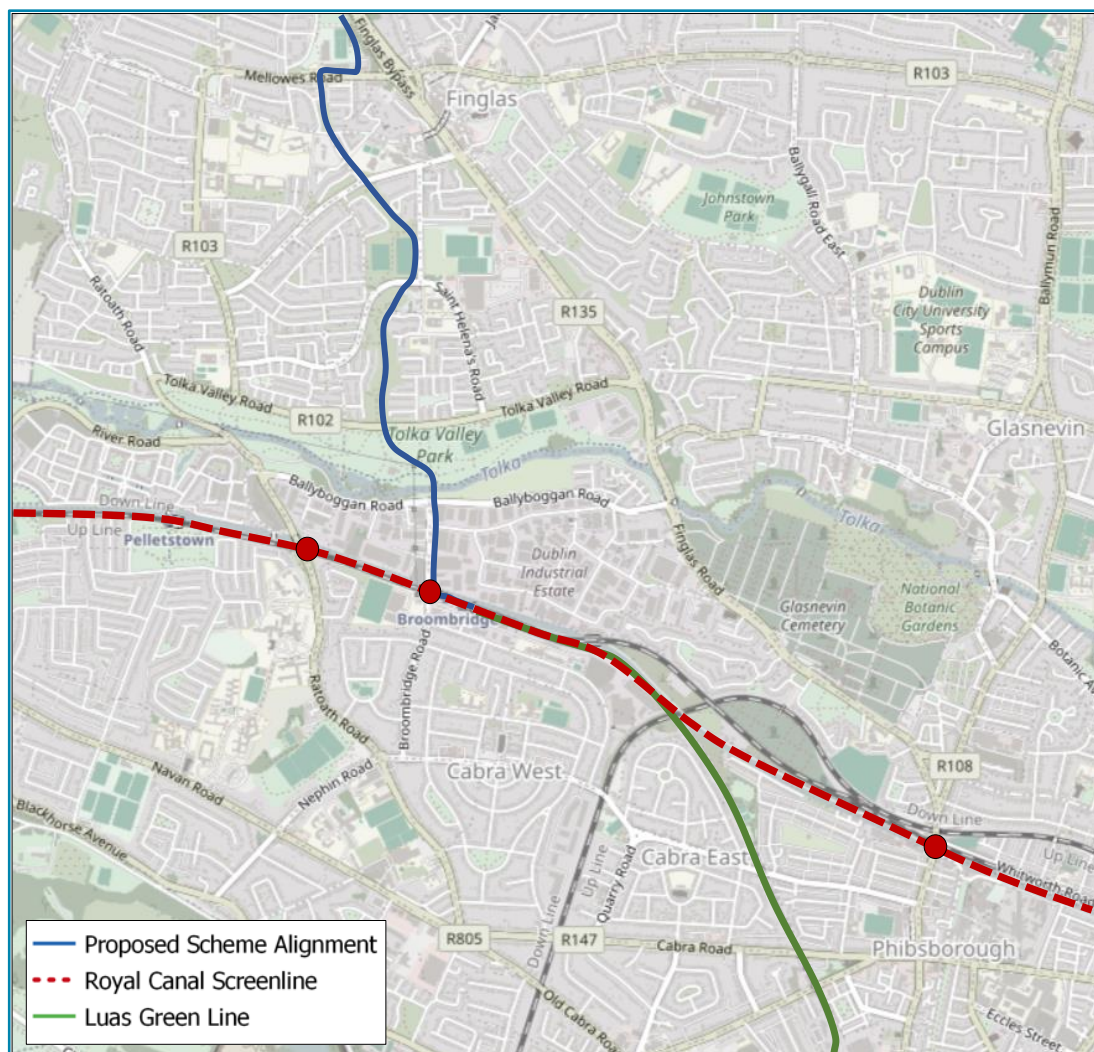 Finglas Bypass
Mellowes Road
R103
Finglas
Ballygall Road East
Johnstown
Park
Ballymun Road
R103
Ratoath Road
Saint Helena's Road
R135
Dublin
City University
Sports
Campus
Tolka Valley Road
R102
Tolka Valley Road
Glasnevin
River Road
Tolka Valley
Park
Tolka
Ballyboggan Road
Ballyboggan Road
Down Line
Up Line
Pelletstown
Tolka
Finglas Road
Dublin
Industrial
Estate
National
Botanic
Gardens
Glasnevin
Cemetery
Broombridge
Botanic Av
Broombridge Road
Ratoath Road
Navan Road
Nephin Road
Cabra West
R108
Blackhorse Avenue
Down Line
Up Line
Cabra East
Up Line
Quarry Road
Whitworth Road
Down Line
R805
R147
Cabra Road
Phibsborough
Old Cabra Road
Eccles Street
Proposed Scheme Alignment
Royal Canal Screenline
Luas Green Line